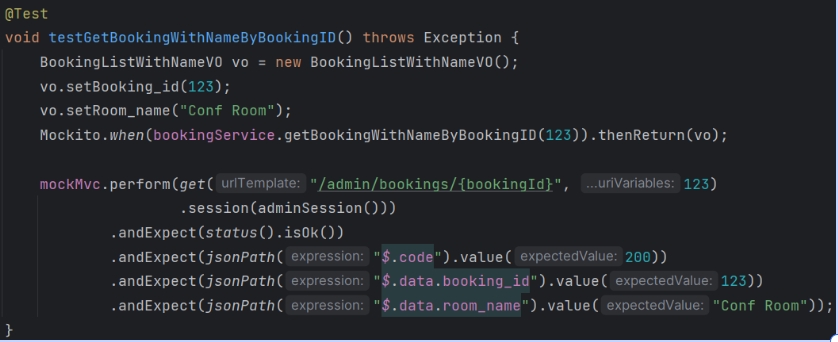 @Test
void testGetBookingWithNameByBookingID() throws Exception {
    BookingListWithNameVO vo = new BookingListWithNameVO();
    vo.setBooking_id(123);
    vo.setRoom_name("Conf Room");
    Mockito.when(bookingService.getBookingWithNameByBookingID(123)).thenReturn(vo);

    mockMvc.perform(get( urlTemplate: "/admin/bookings/{bookingId}", ...uriVariables: 123)
                    .session(adminSession()))
            .andExpect(status().isOk())
            .andExpect(jsonPath( expression: "$.code").value( expectedValue: 200))
            .andExpect(jsonPath( expression: "$.data.booking_id").value( expectedValue: 123))
            .andExpect(jsonPath( expression: "$.data.room_name").value( expectedValue: "Conf Room"));
}